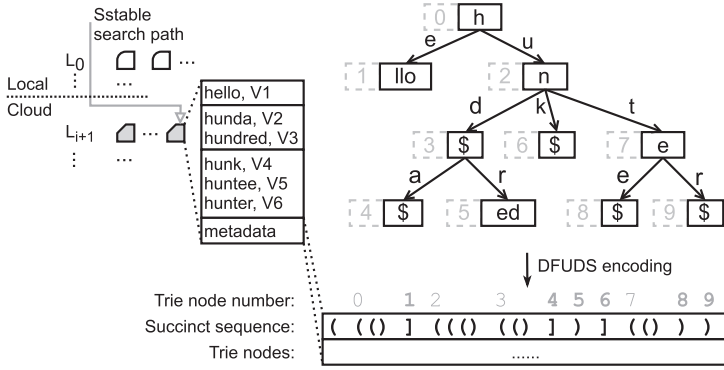 Sstable
search path
L0
...
...
Local
Cloud
Li+1
...
...
hello, V1
hunda, V2
hundred, V3
hunk, V4
huntee, V5
hunter, V6
metadata
0 h
e u
1 llo 2 n
d k t
3 $ 6 $ 7 e
a r e r
4 $ 5 ed 8 $ 9 $
DFUDS encoding
Trie node number: 0 1 2 3 4 5 6 7 8 9
Succinct sequence: ( ( ( ) ] ( ( ( ) ( ( ) ] ) ] ( ( ) ) )
Trie nodes: ......